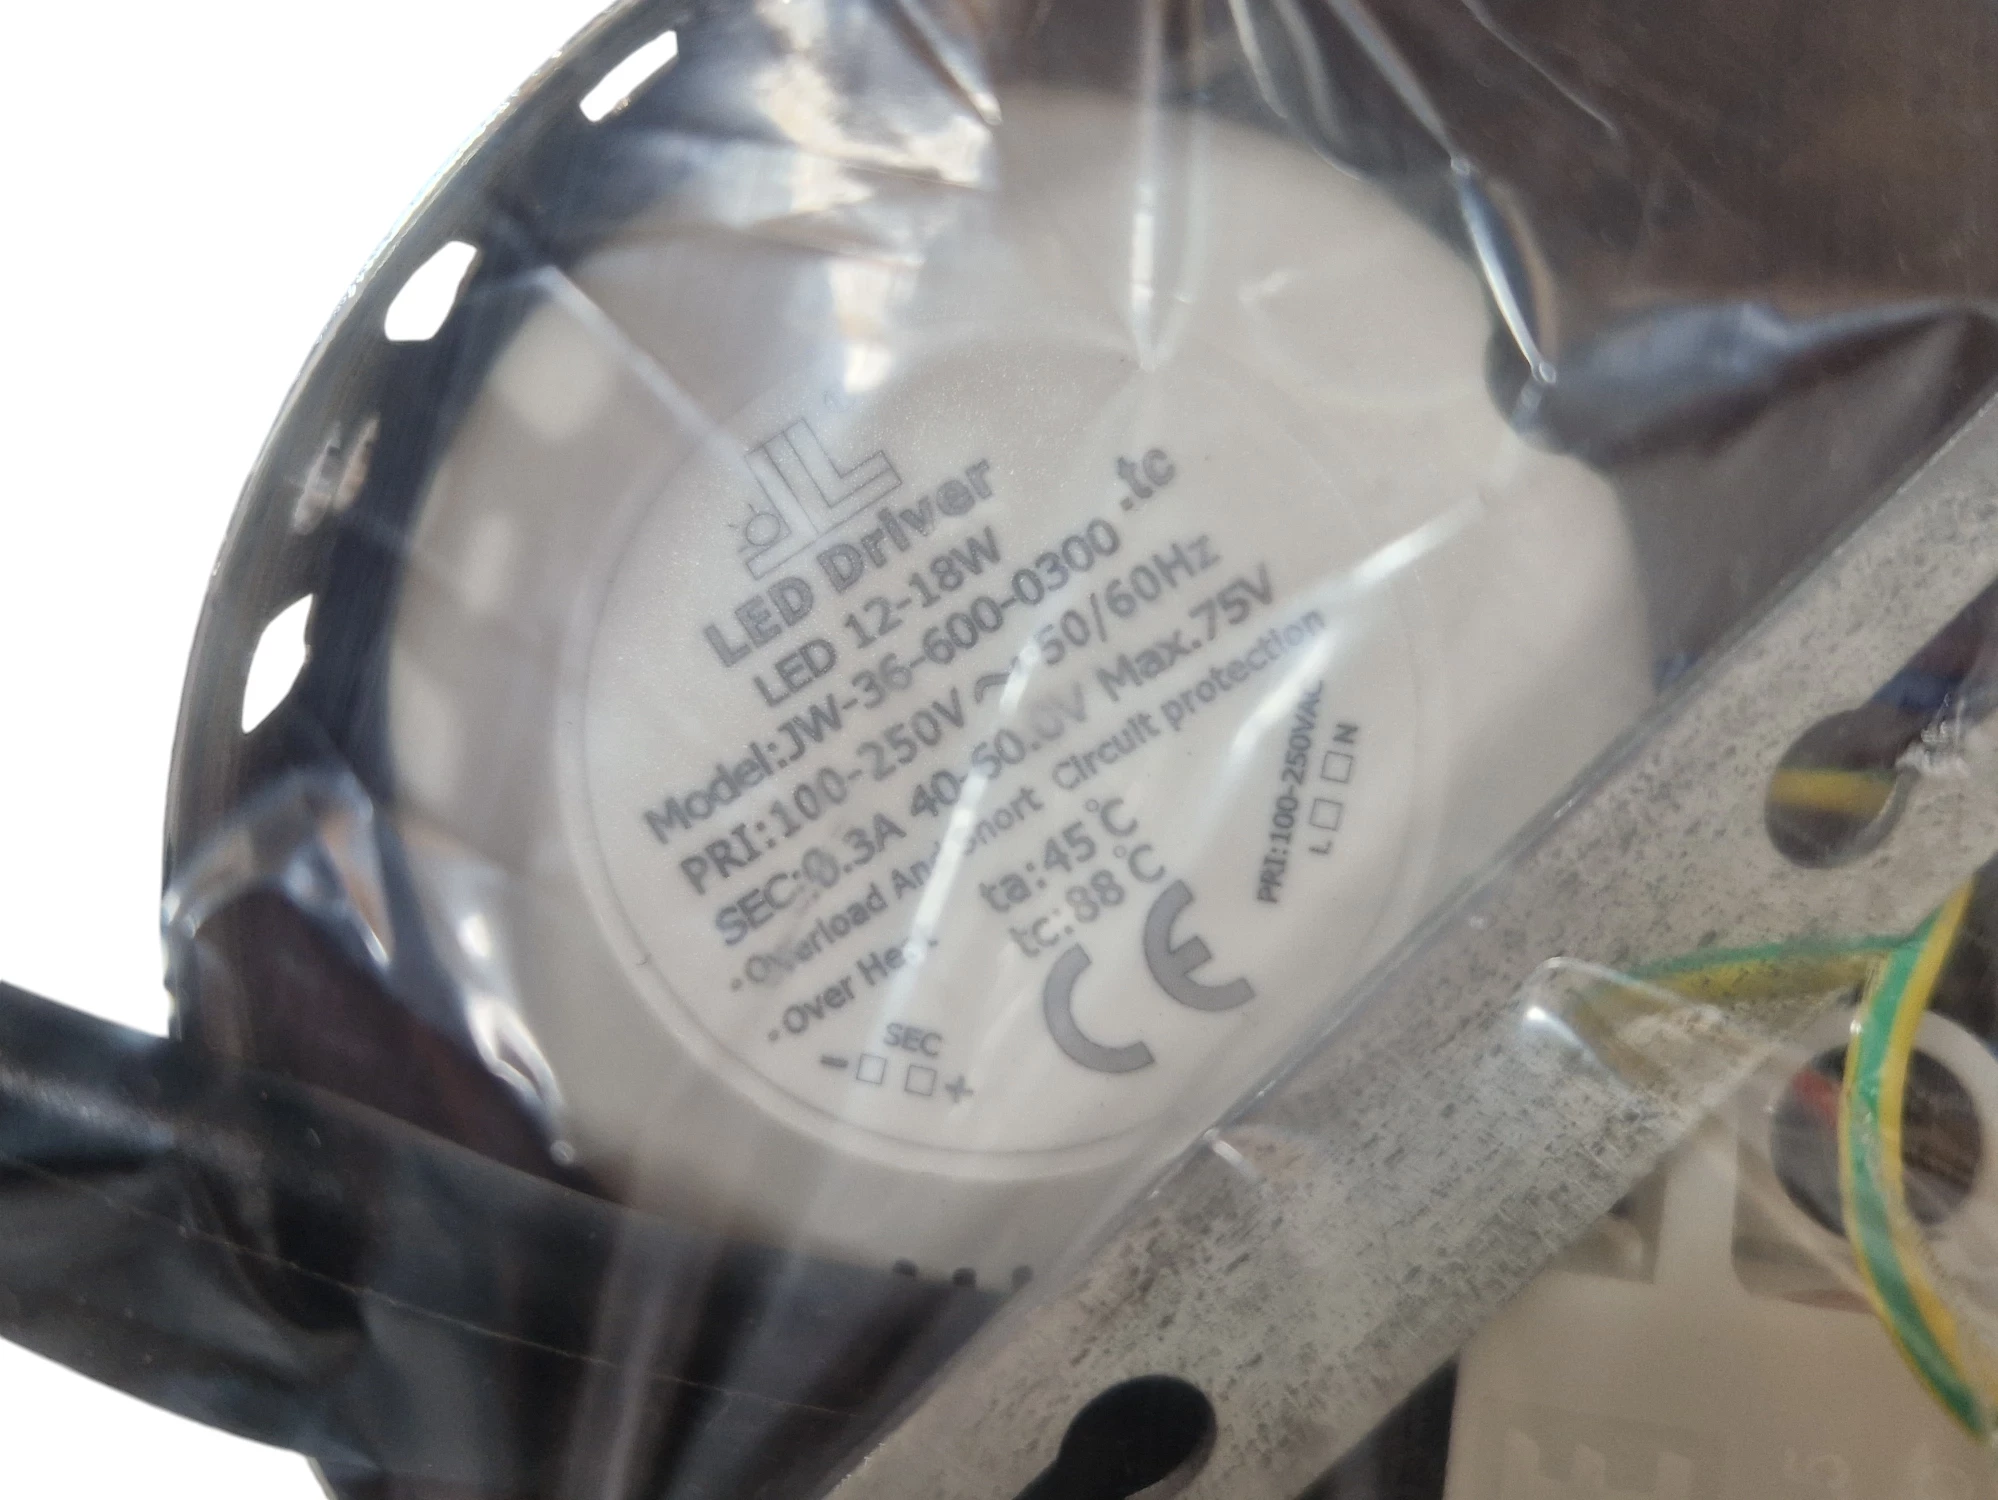 JL
LED Driver
LED 12-18W
Model:JW-36-600-0300 .tc
PRI:100-250V ~ 50/60Hz
SEC:0.3A 40-60.0V Max.75V
·Overload And Short Circuit protection
·Over Heat
ta:45℃
tc:88℃
CE
SEC
- +
PRI:100-250VAC
L N